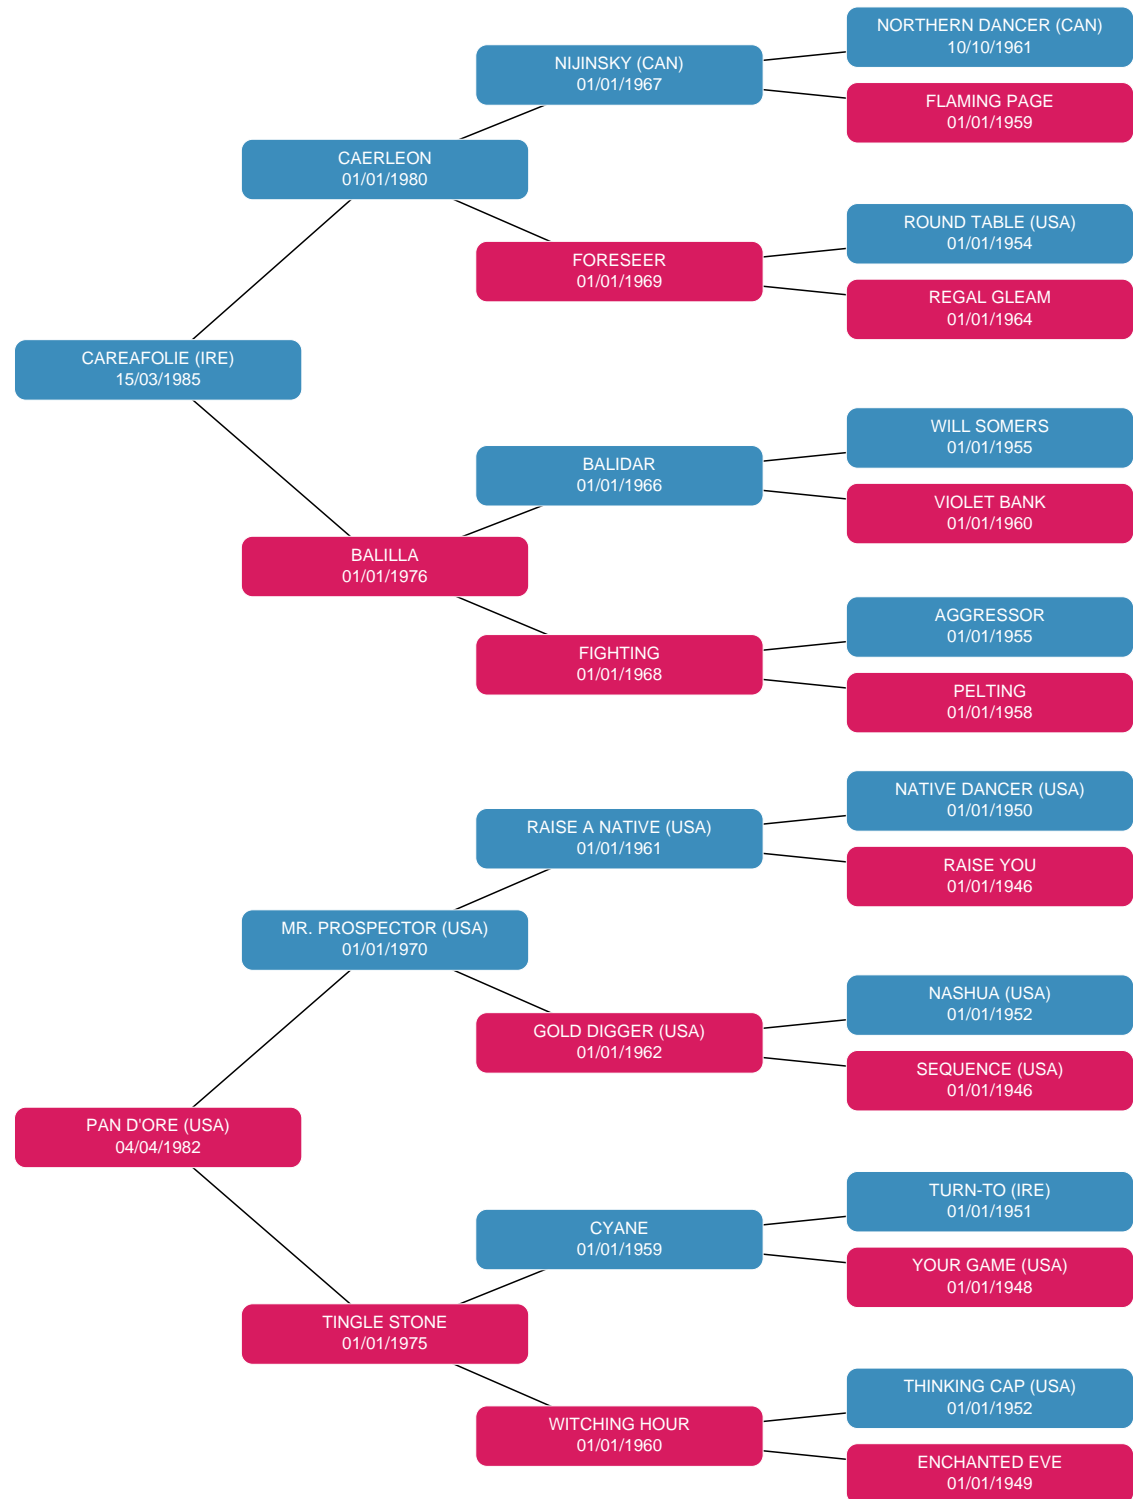 NORTHERN DANCER (CAN)
10/10/1961
NIJINSKY (CAN)
01/01/1967
FLAMING PAGE
01/01/1959
CAERLEON
01/01/1980
ROUND TABLE (USA)
01/01/1954
FORESEER
01/01/1969
REGAL GLEAM
01/01/1964
CAREAFOLIE (IRE)
15/03/1985
WILL SOMERS
01/01/1955
BALIDAR
01/01/1966
VIOLET BANK
01/01/1960
BALILLA
01/01/1976
AGGRESSOR
01/01/1955
FIGHTING
01/01/1968
PELTING
01/01/1958
NATIVE DANCER (USA)
01/01/1950
RAISE A NATIVE (USA)
01/01/1961
RAISE YOU
01/01/1946
MR. PROSPECTOR (USA)
01/01/1970
NASHUA (USA)
01/01/1952
GOLD DIGGER (USA)
01/01/1962
SEQUENCE (USA)
01/01/1946
PAN D'ORE (USA)
04/04/1982
TURN-TO (IRE)
01/01/1951
CYANE
01/01/1959
YOUR GAME (USA)
01/01/1948
TINGLE STONE
01/01/1975
THINKING CAP (USA)
01/01/1952
WITCHING HOUR
01/01/1960
ENCHANTED EVE
01/01/1949